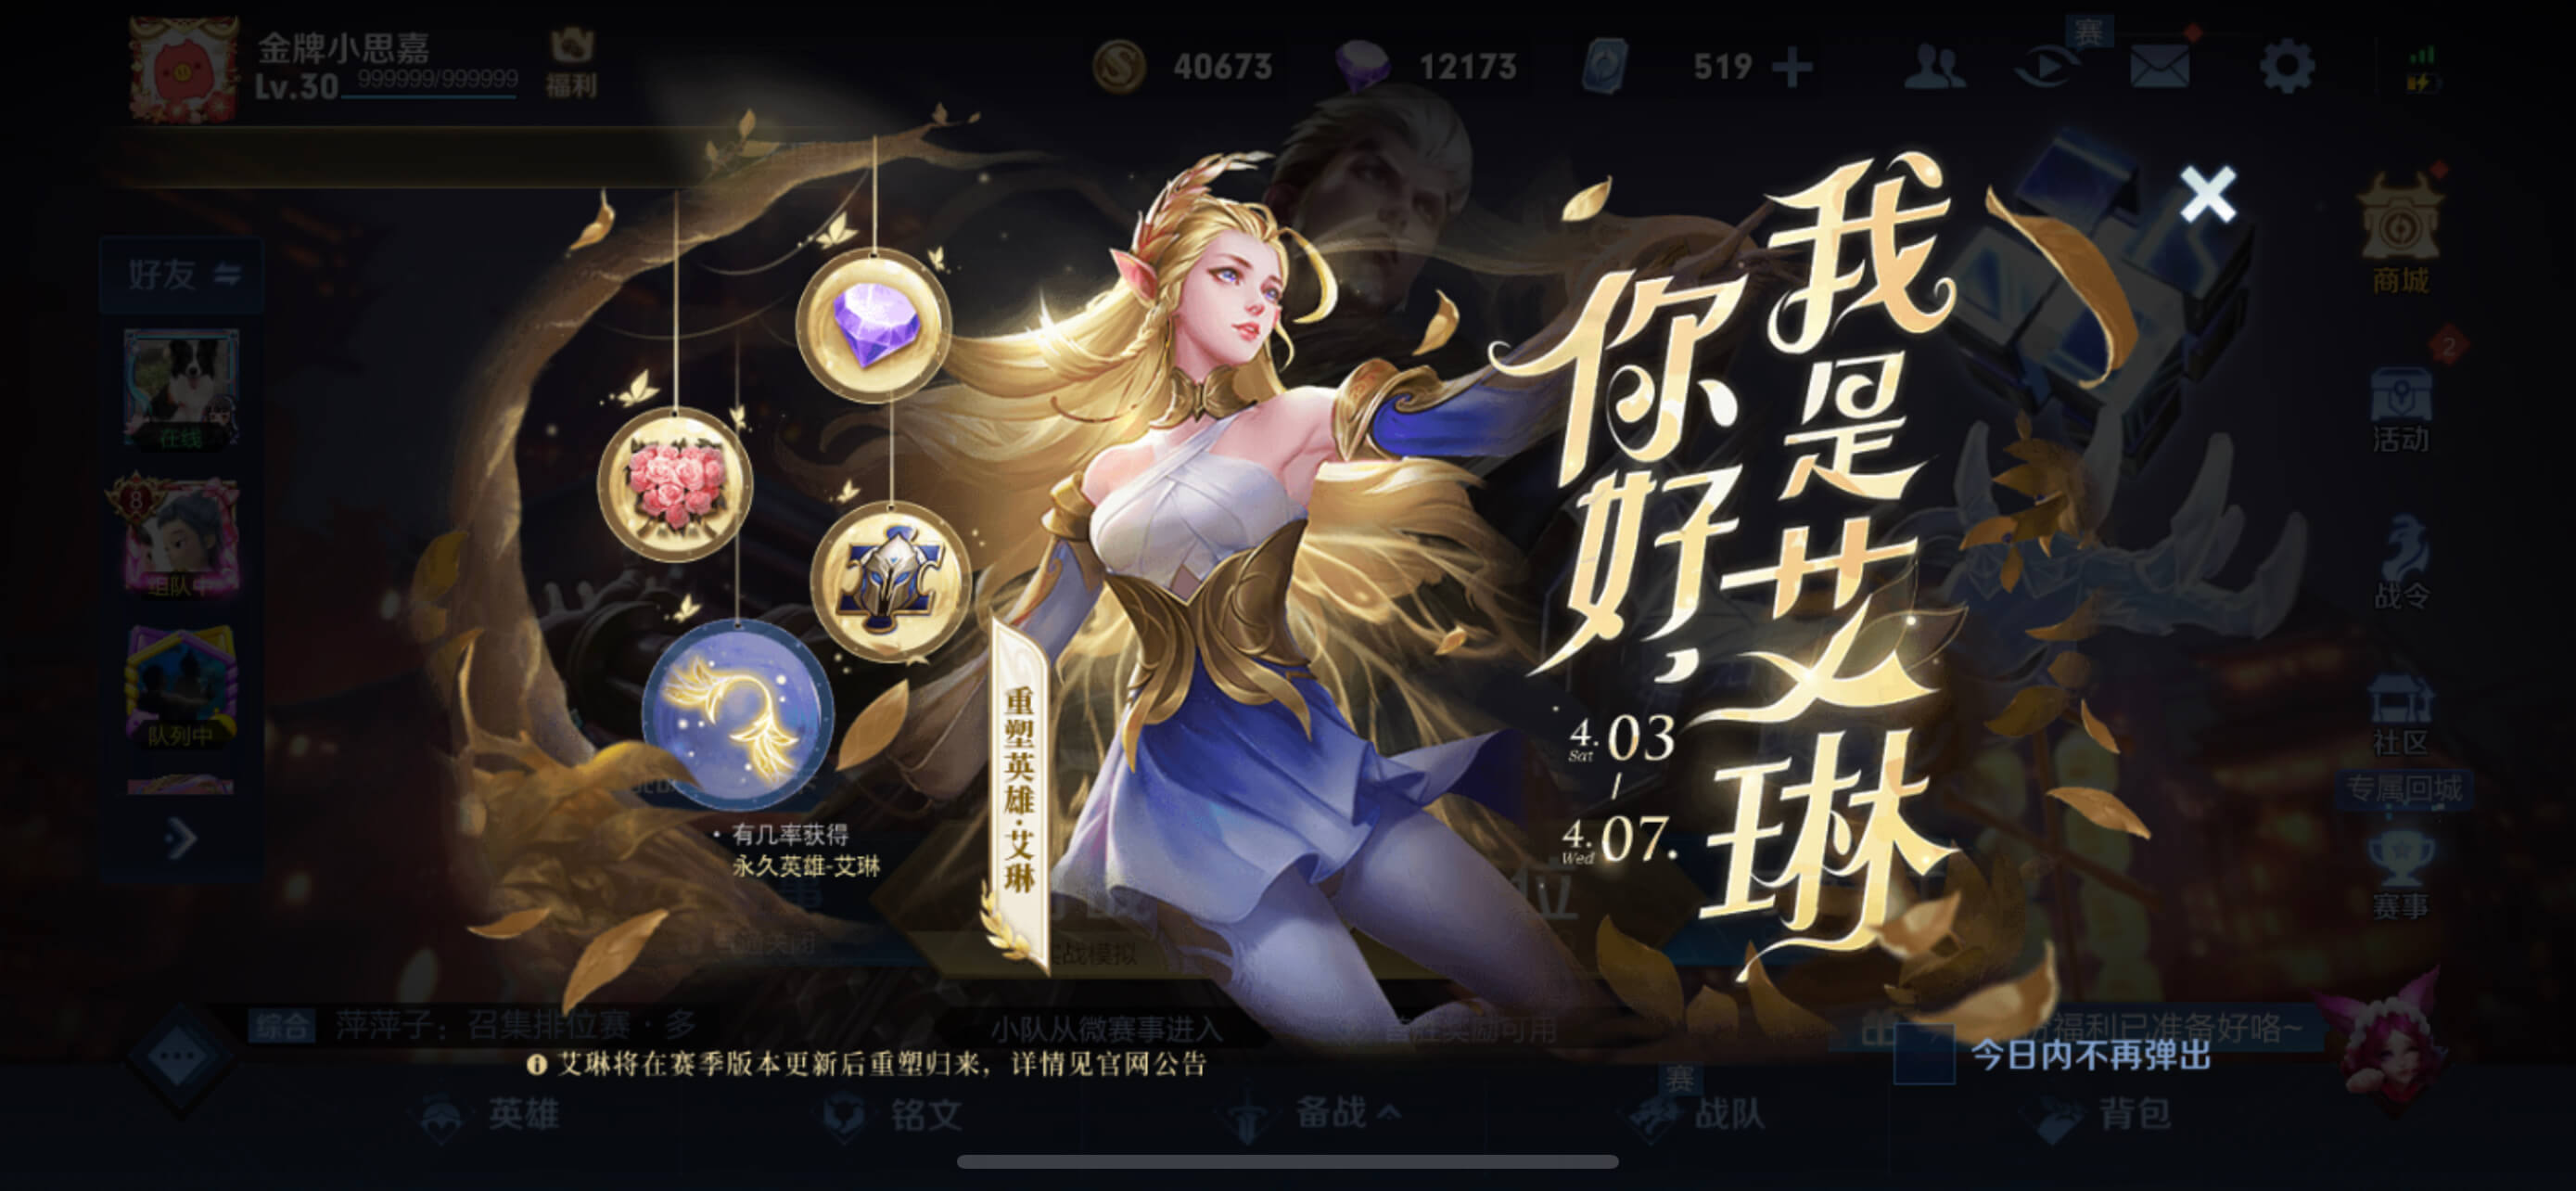 金牌小思嘉
Lv.30 999999/999999
福利
40673
12173
519
赛
好友
在线
8
组队中
队列中
你好，
我是艾琳
4.03
Sat
4.07.
Wed
重塑英雄·艾琳
有几率获得
永久英雄-艾琳
商城
2
活动
战令
社区
专属回城
赛事
实战模拟
综合 萍萍子：召集排位赛·多
小队从微赛事进入
福利已准备好咯~
艾琳将在赛季版本更新后重塑归来，详情见官网公告
今日内不再弹出
英雄
铭文
备战
赛
战队
背包